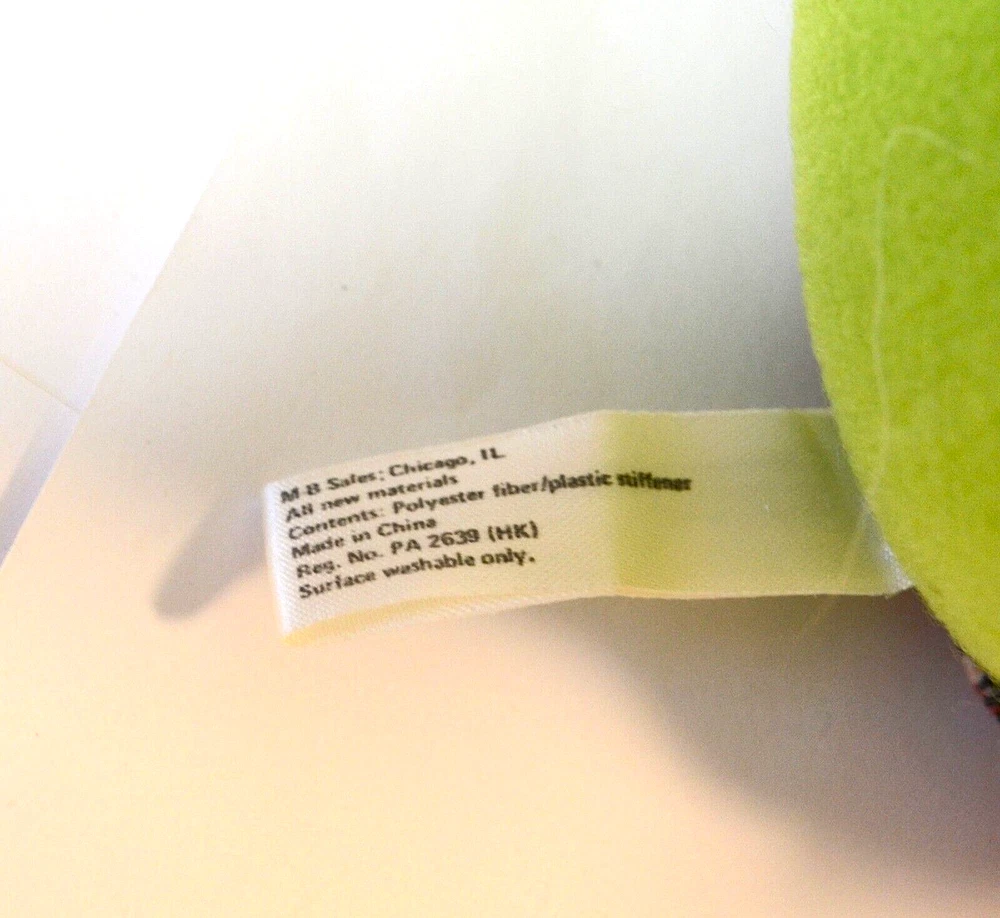 M-B Sales: Chicago, IL
All new materials
Contents: Polyester fiber/plastic stiffener
Made in China
Reg. No. PA 2639 (HK)
Surface washable only.